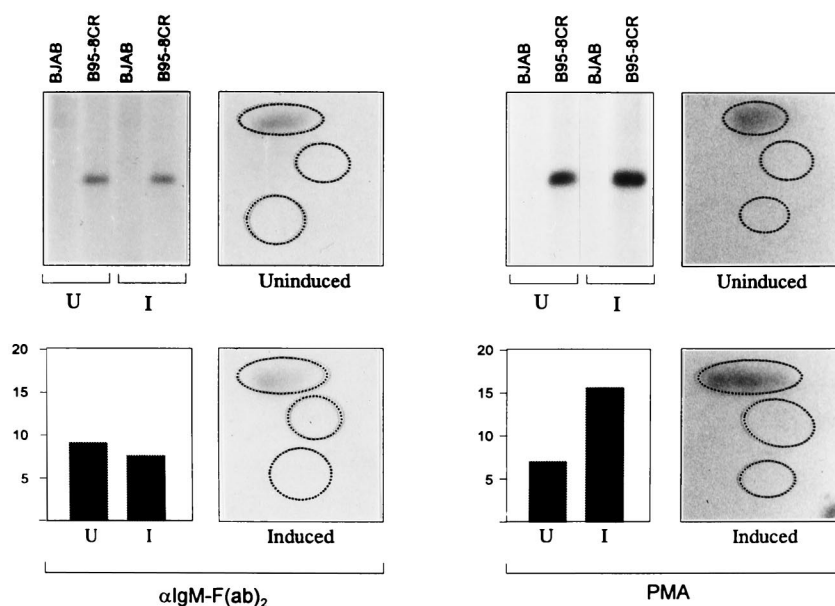 BJAB
B95-8CR
BJAB
B95-8CR
U
I
Uninduced
20
15
10
5
U
I
Induced
αIgM-F(ab)₂
BJAB
B95-8CR
BJAB
B95-8CR
U
I
Uninduced
20
15
10
5
U
I
Induced
PMA